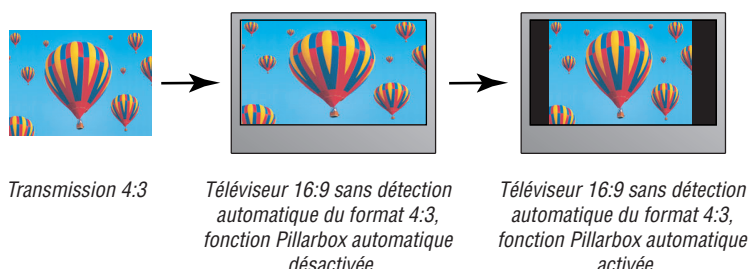 Transmission 4:3
Téléviseur 16:9 sans détection
automatique du format 4:3,
fonction Pillarbox automatique
désactivée
Téléviseur 16:9 sans détection
automatique du format 4:3,
fonction Pillarbox automatique
activée